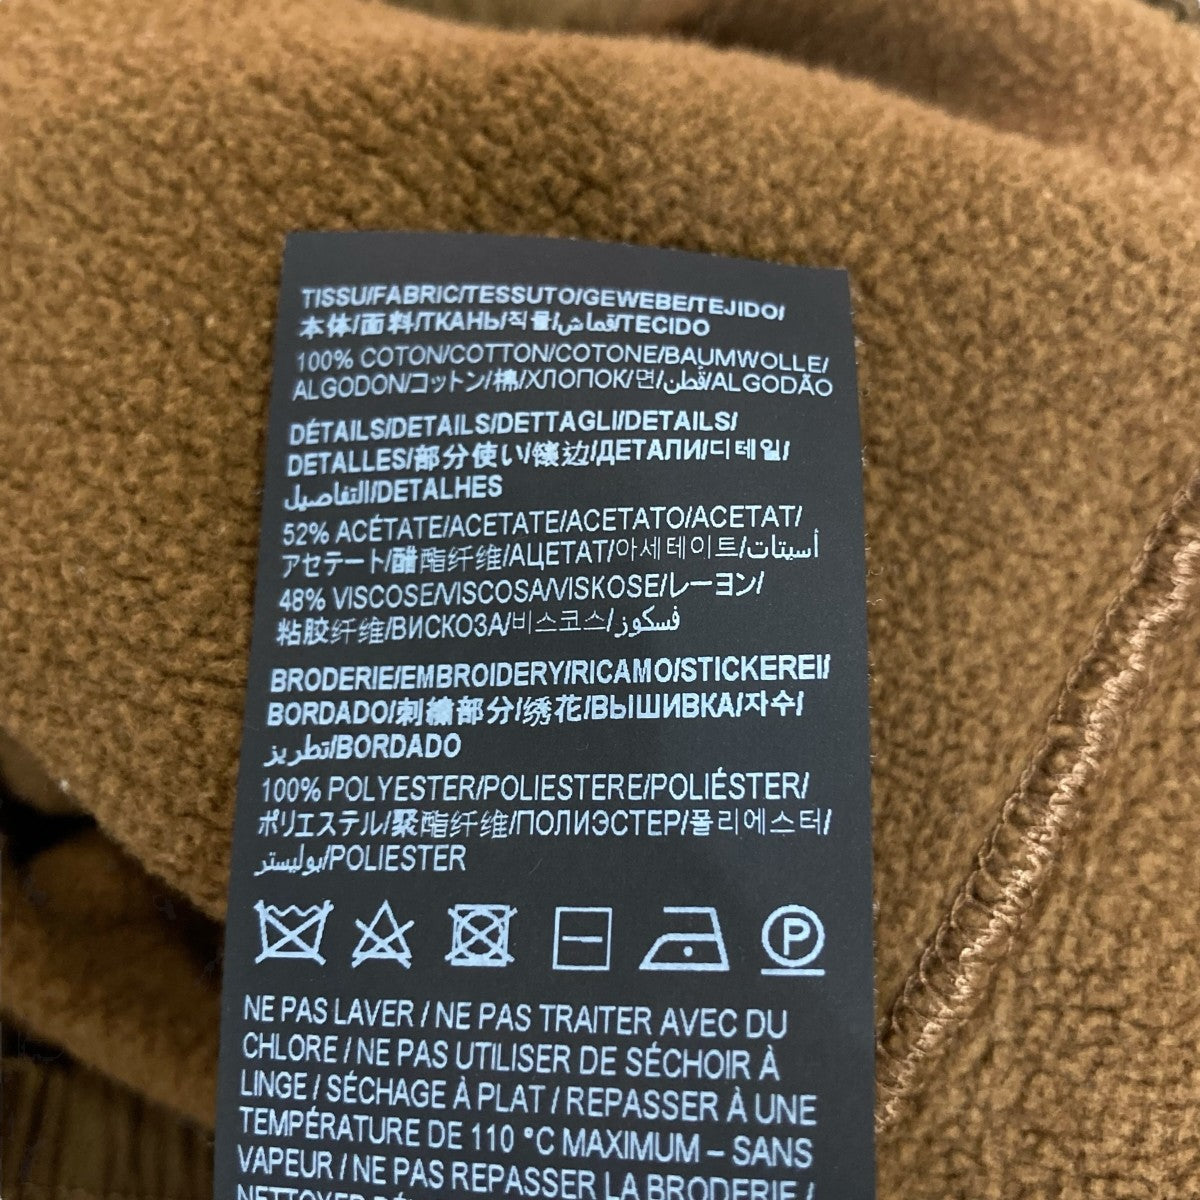 TISSU/FABRIC/TESSUTO/GEWEBE/TEJIDO/
本体/面料/ТКАНЬ/직물/قماش/TECIDO
100% COTON/COTTON/COTONE/BAUMWOLLE/
ALGODON/コットン/棉/ХЛОПОК/면/قطن/ALGODÃO
DÉTAILS/DETAILS/DETTAGLI/DETAILS/
DETALLES/部分使い/镶边/ДЕТАЛИ/디테일/
التفاصيل/DETALHES
52% ACÉTATE/ACETATE/ACETATO/ACETAT/
アセテート/醋酯纤维/АЦЕТАТ/아세테이트/أسيتات
48% VISCOSE/VISCOSA/VISKOSE/レーヨン/
粘胶纤维/ВИСКОЗА/비스코스/فسكوز
BRODERIE/EMBROIDERY/RICAMO/STICKEREI/
BORDADO/刺繍部分/绣花/ВЫШИВКА/자수/
تطريز/BORDADO
100% POLYESTER/POLIESTERE/POLIÉSTER/
ポリエステル/聚酯纤维/ПОЛИЭСТЕР/폴리에스터/
بوليستر/POLIESTER
P
NE PAS LAVER / NE PAS TRAITER AVEC DU
CHLORE / NE PAS UTILISER DE SÉCHOIR À
LINGE / SÉCHAGE À PLAT / REPASSER À UNE
TEMPÉRATURE DE 110 °C MAXIMUM – SANS
VAPEUR / NE PAS REPASSER LA BRODERIE /
NETTOYER